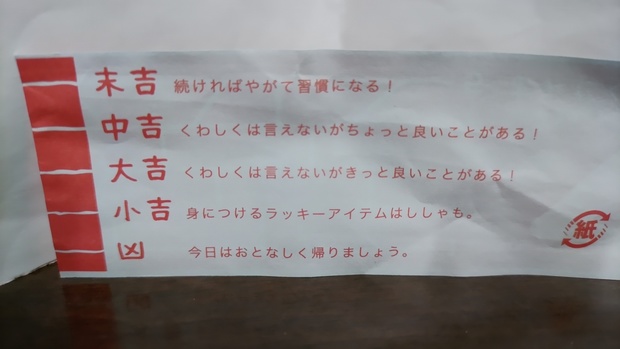 末吉 続ければやがて習慣になる！
中吉 くわしくは言えないがちょっと良いことがある！
大吉 くわしくは言えないがきっと良いことがある！
小吉 身につけるラッキーアイテムはししゃも。
凶 今日はおとなしく帰りましょう。
紙